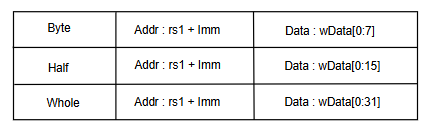 Byte Addr : rs1 + Imm Data : wData[0:7]
Half Addr : rs1 + Imm Data : wData[0:15]
Whole Addr : rs1 + Imm Data : wData[0:31]